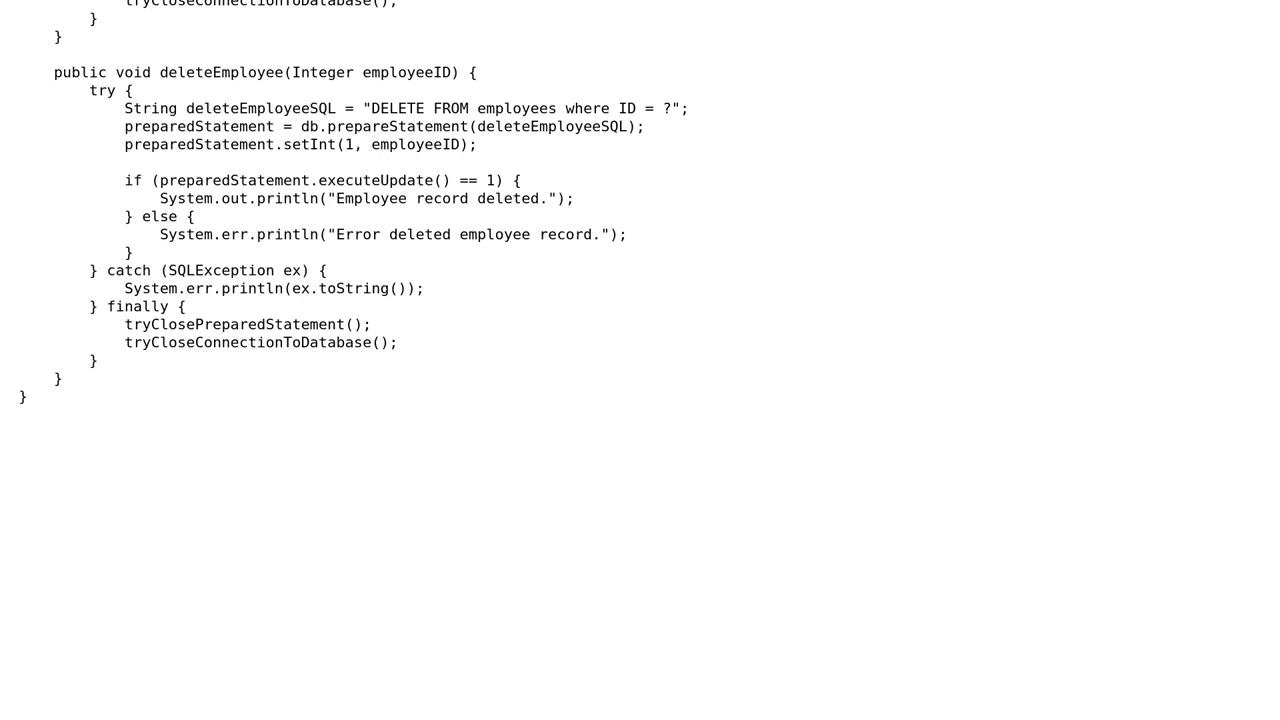 tryCloseConnectionToDatabase();
}
}
public void deleteEmployee(Integer employeeID) {
try {
String deleteEmployeeSQL = "DELETE FROM employees where ID = ?";
preparedStatement = db.prepareStatement(deleteEmployeeSQL);
preparedStatement.setInt(1, employeeID);
if (preparedStatement.executeUpdate() == 1) {
System.out.println("Employee record deleted.");
} else {
System.err.println("Error deleted employee record.");
}
} catch (SQLException ex) {
System.err.println(ex.toString());
} finally {
tryClosePreparedStatement();
tryCloseConnectionToDatabase();
}
}
}